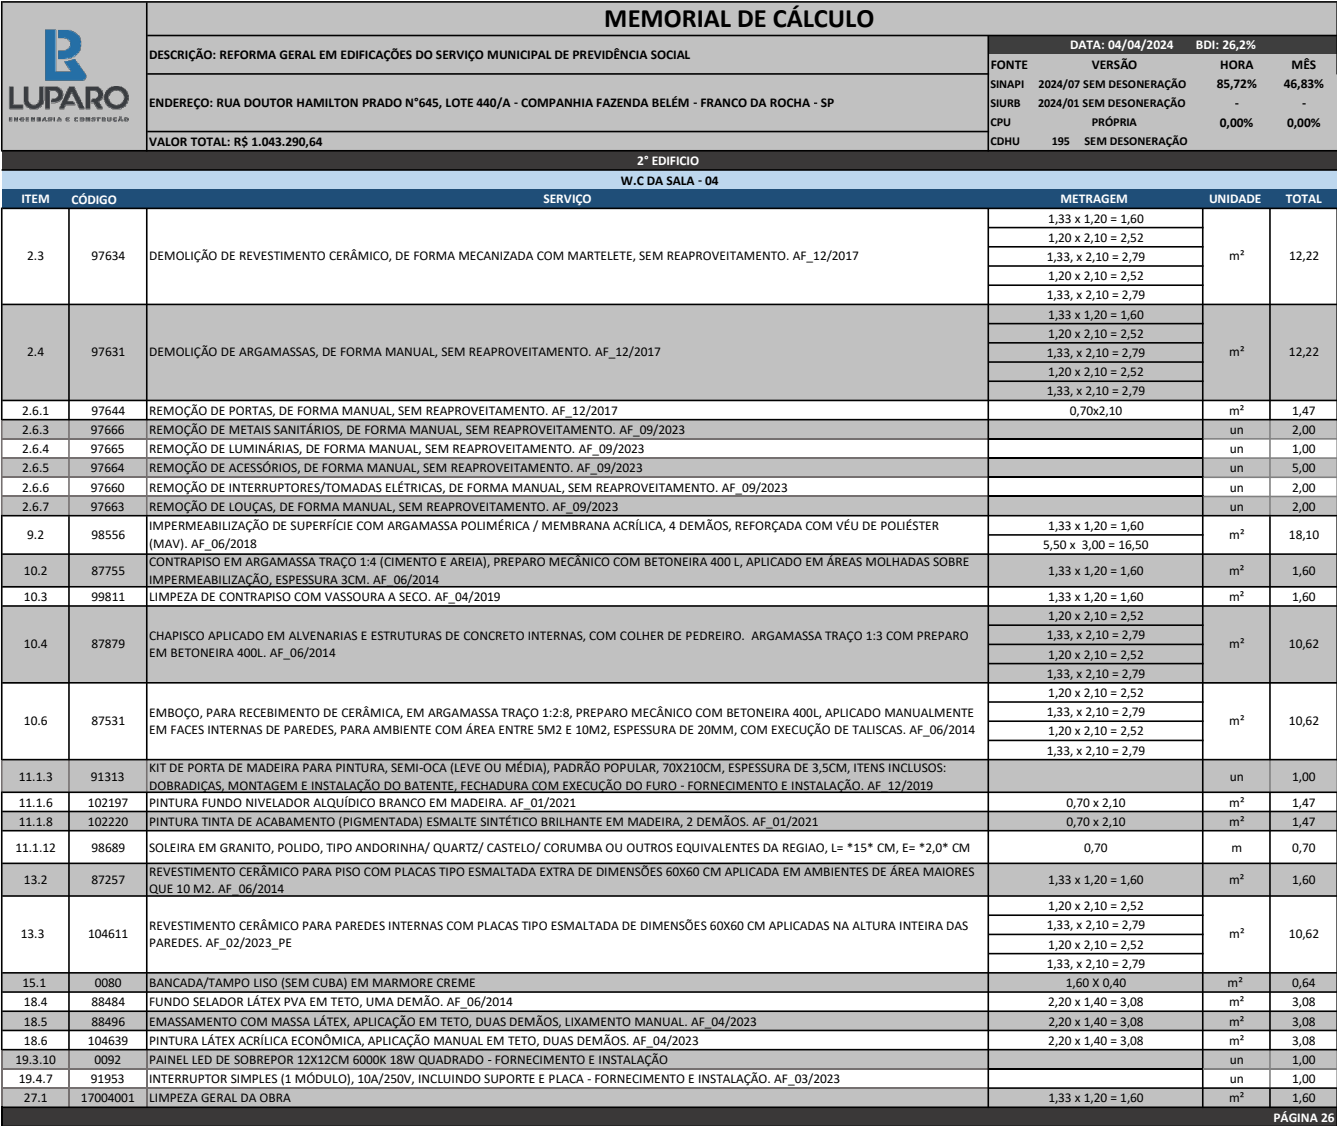 MEMORIAL DE CÁLCULO
LUPARO
ENGENHARIA E CONSTRUÇÃO
DESCRIÇÃO: REFORMA GERAL EM EDIFICAÇÕES DO SERVIÇO MUNICIPAL DE PREVIDÊNCIA SOCIAL
ENDEREÇO: RUA DOUTOR HAMILTON PRADO N°645, LOTE 440/A - COMPANHIA FAZENDA BELÉM - FRANCO DA ROCHA - SP
VALOR TOTAL: R$ 1.043.290,64
DATA: 04/04/2024 BDI: 26,2%
FONTE VERSÃO HORA MÊS
SINAPI 2024/07 SEM DESONERAÇÃO 85,72% 46,83%
SIURB 2024/01 SEM DESONERAÇÃO - -
CPU PRÓPRIA 0,00% 0,00%
CDHU 195 SEM DESONERAÇÃO
2° EDIFICIO
W.C DA SALA - 04
ITEM CÓDIGO SERVIÇO METRAGEM UNIDADE TOTAL
1,33 x 1,20 = 1,60
1,20 x 2,10 = 2,52
2.3 97634 DEMOLIÇÃO DE REVESTIMENTO CERÂMICO, DE FORMA MECANIZADA COM MARTELETE, SEM REAPROVEITAMENTO. AF_12/2017 1,33, x 2,10 = 2,79 m² 12,22
1,20 x 2,10 = 2,52
1,33, x 2,10 = 2,79
1,33 x 1,20 = 1,60
1,20 x 2,10 = 2,52
2.4 97631 DEMOLIÇÃO DE ARGAMASSAS, DE FORMA MANUAL, SEM REAPROVEITAMENTO. AF_12/2017 1,33, x 2,10 = 2,79 m² 12,22
1,20 x 2,10 = 2,52
1,33, x 2,10 = 2,79
2.6.1 97644 REMOÇÃO DE PORTAS, DE FORMA MANUAL, SEM REAPROVEITAMENTO. AF_12/2017 0,70x2,10 m² 1,47
2.6.3 97666 REMOÇÃO DE METAIS SANITÁRIOS, DE FORMA MANUAL, SEM REAPROVEITAMENTO. AF_09/2023 un 2,00
2.6.4 97665 REMOÇÃO DE LUMINÁRIAS, DE FORMA MANUAL, SEM REAPROVEITAMENTO. AF_09/2023 un 1,00
2.6.5 97664 REMOÇÃO DE ACESSÓRIOS, DE FORMA MANUAL, SEM REAPROVEITAMENTO. AF_09/2023 un 5,00
2.6.6 97660 REMOÇÃO DE INTERRUPTORES/TOMADAS ELÉTRICAS, DE FORMA MANUAL, SEM REAPROVEITAMENTO. AF_09/2023 un 2,00
2.6.7 97663 REMOÇÃO DE LOUÇAS, DE FORMA MANUAL, SEM REAPROVEITAMENTO. AF_09/2023 un 2,00
9.2 98556 IMPERMEABILIZAÇÃO DE SUPERFÍCIE COM ARGAMASSA POLIMÉRICA / MEMBRANA ACRÍLICA, 4 DEMÃOS, REFORÇADA COM VÉU DE POLIÉSTER 1,33 x 1,20 = 1,60 m² 18,10
(MAV). AF_06/2018 5,50 x 3,00 = 16,50
10.2 87755 CONTRAPISO EM ARGAMASSA TRAÇO 1:4 (CIMENTO E AREIA), PREPARO MECÂNICO COM BETONEIRA 400 L, APLICADO EM ÁREAS MOLHADAS SOBRE 1,33 x 1,20 = 1,60 m² 1,60
IMPERMEABILIZAÇÃO, ESPESSURA 3CM. AF_06/2014
10.3 99811 LIMPEZA DE CONTRAPISO COM VASSOURA A SECO. AF_04/2019 1,33 x 1,20 = 1,60 m² 1,60
1,20 x 2,10 = 2,52
10.4 87879 CHAPISCO APLICADO EM ALVENARIAS E ESTRUTURAS DE CONCRETO INTERNAS, COM COLHER DE PEDREIRO. ARGAMASSA TRAÇO 1:3 COM PREPARO 1,33, x 2,10 = 2,79 m² 10,62
EM BETONEIRA 400L. AF_06/2014 1,20 x 2,10 = 2,52
1,33, x 2,10 = 2,79
1,20 x 2,10 = 2,52
10.6 87531 EMBOÇO, PARA RECEBIMENTO DE CERÂMICA, EM ARGAMASSA TRAÇO 1:2:8, PREPARO MECÂNICO COM BETONEIRA 400L, APLICADO MANUALMENTE 1,33, x 2,10 = 2,79 m² 10,62
EM FACES INTERNAS DE PAREDES, PARA AMBIENTE COM ÁREA ENTRE 5M2 E 10M2, ESPESSURA DE 20MM, COM EXECUÇÃO DE TALISCAS. AF_06/2014 1,20 x 2,10 = 2,52
1,33, x 2,10 = 2,79
11.1.3 91313 KIT DE PORTA DE MADEIRA PARA PINTURA, SEMI-OCA (LEVE OU MÉDIA), PADRÃO POPULAR, 70X210CM, ESPESSURA DE 3,5CM, ITENS INCLUSOS: un 1,00
DOBRADIÇAS, MONTAGEM E INSTALAÇÃO DO BATENTE, FECHADURA COM EXECUÇÃO DO FURO - FORNECIMENTO E INSTALAÇÃO. AF_12/2019
11.1.6 102197 PINTURA FUNDO NIVELADOR ALQUÍDICO BRANCO EM MADEIRA. AF_01/2021 0,70 x 2,10 m² 1,47
11.1.8 102220 PINTURA TINTA DE ACABAMENTO (PIGMENTADA) ESMALTE SINTÉTICO BRILHANTE EM MADEIRA, 2 DEMÃOS. AF_01/2021 0,70 x 2,10 m² 1,47
11.1.12 98689 SOLEIRA EM GRANITO, POLIDO, TIPO ANDORINHA/ QUARTZ/ CASTELO/ CORUMBA OU OUTROS EQUIVALENTES DA REGIAO, L= *15* CM, E= *2,0* CM 0,70 m 0,70
13.2 87257 REVESTIMENTO CERÂMICO PARA PISO COM PLACAS TIPO ESMALTADA EXTRA DE DIMENSÕES 60X60 CM APLICADA EM AMBIENTES DE ÁREA MAIORES 1,33 x 1,20 = 1,60 m² 1,60
QUE 10 M2. AF_06/2014
1,20 x 2,10 = 2,52
13.3 104611 REVESTIMENTO CERÂMICO PARA PAREDES INTERNAS COM PLACAS TIPO ESMALTADA DE DIMENSÕES 60X60 CM APLICADAS NA ALTURA INTEIRA DAS 1,33, x 2,10 = 2,79 m² 10,62
PAREDES. AF_02/2023_PE 1,20 x 2,10 = 2,52
1,33, x 2,10 = 2,79
15.1 0080 BANCADA/TAMPO LISO (SEM CUBA) EM MARMORE CREME 1,60 X 0,40 m² 0,64
18.4 88484 FUNDO SELADOR LÁTEX PVA EM TETO, UMA DEMÃO. AF_06/2014 2,20 x 1,40 = 3,08 m² 3,08
18.5 88496 EMASSAMENTO COM MASSA LÁTEX, APLICAÇÃO EM TETO, DUAS DEMÃOS, LIXAMENTO MANUAL. AF_04/2023 2,20 x 1,40 = 3,08 m² 3,08
18.6 104639 PINTURA LÁTEX ACRÍLICA ECONÔMICA, APLICAÇÃO MANUAL EM TETO, DUAS DEMÃOS. AF_04/2023 2,20 x 1,40 = 3,08 m² 3,08
19.3.10 0092 PAINEL LED DE SOBREPOR 12X12CM 6000K 18W QUADRADO - FORNECIMENTO E INSTALAÇÃO un 1,00
19.4.7 91953 INTERRUPTOR SIMPLES (1 MÓDULO), 10A/250V, INCLUINDO SUPORTE E PLACA - FORNECIMENTO E INSTALAÇÃO. AF_03/2023 un 1,00
27.1 17004001 LIMPEZA GERAL DA OBRA 1,33 x 1,20 = 1,60 m² 1,60
PÁGINA 26